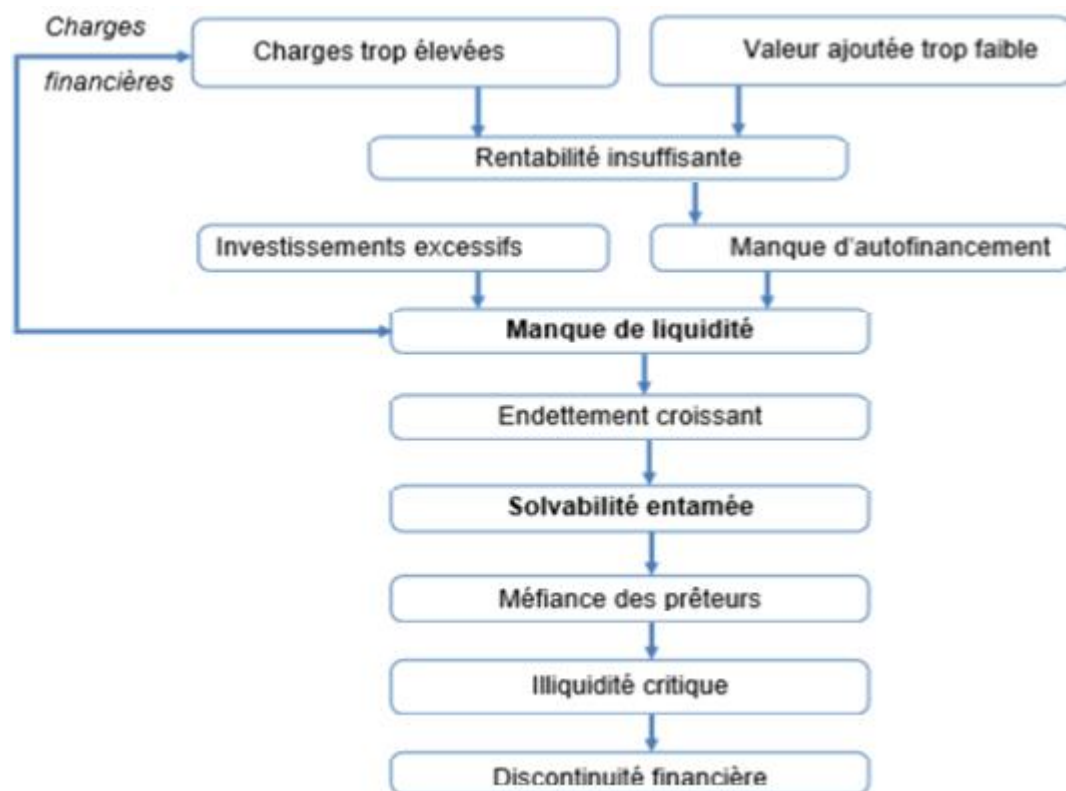 Charges
financières
Charges trop élevées
Valeur ajoutée trop faible
Rentabilité insuffisante
Investissements excessifs
Manque d'autofinancement
Manque de liquidité
Endettement croissant
Solvabilité entamée
Méfiance des prêteurs
Illiquidité critique
Discontinuité financière